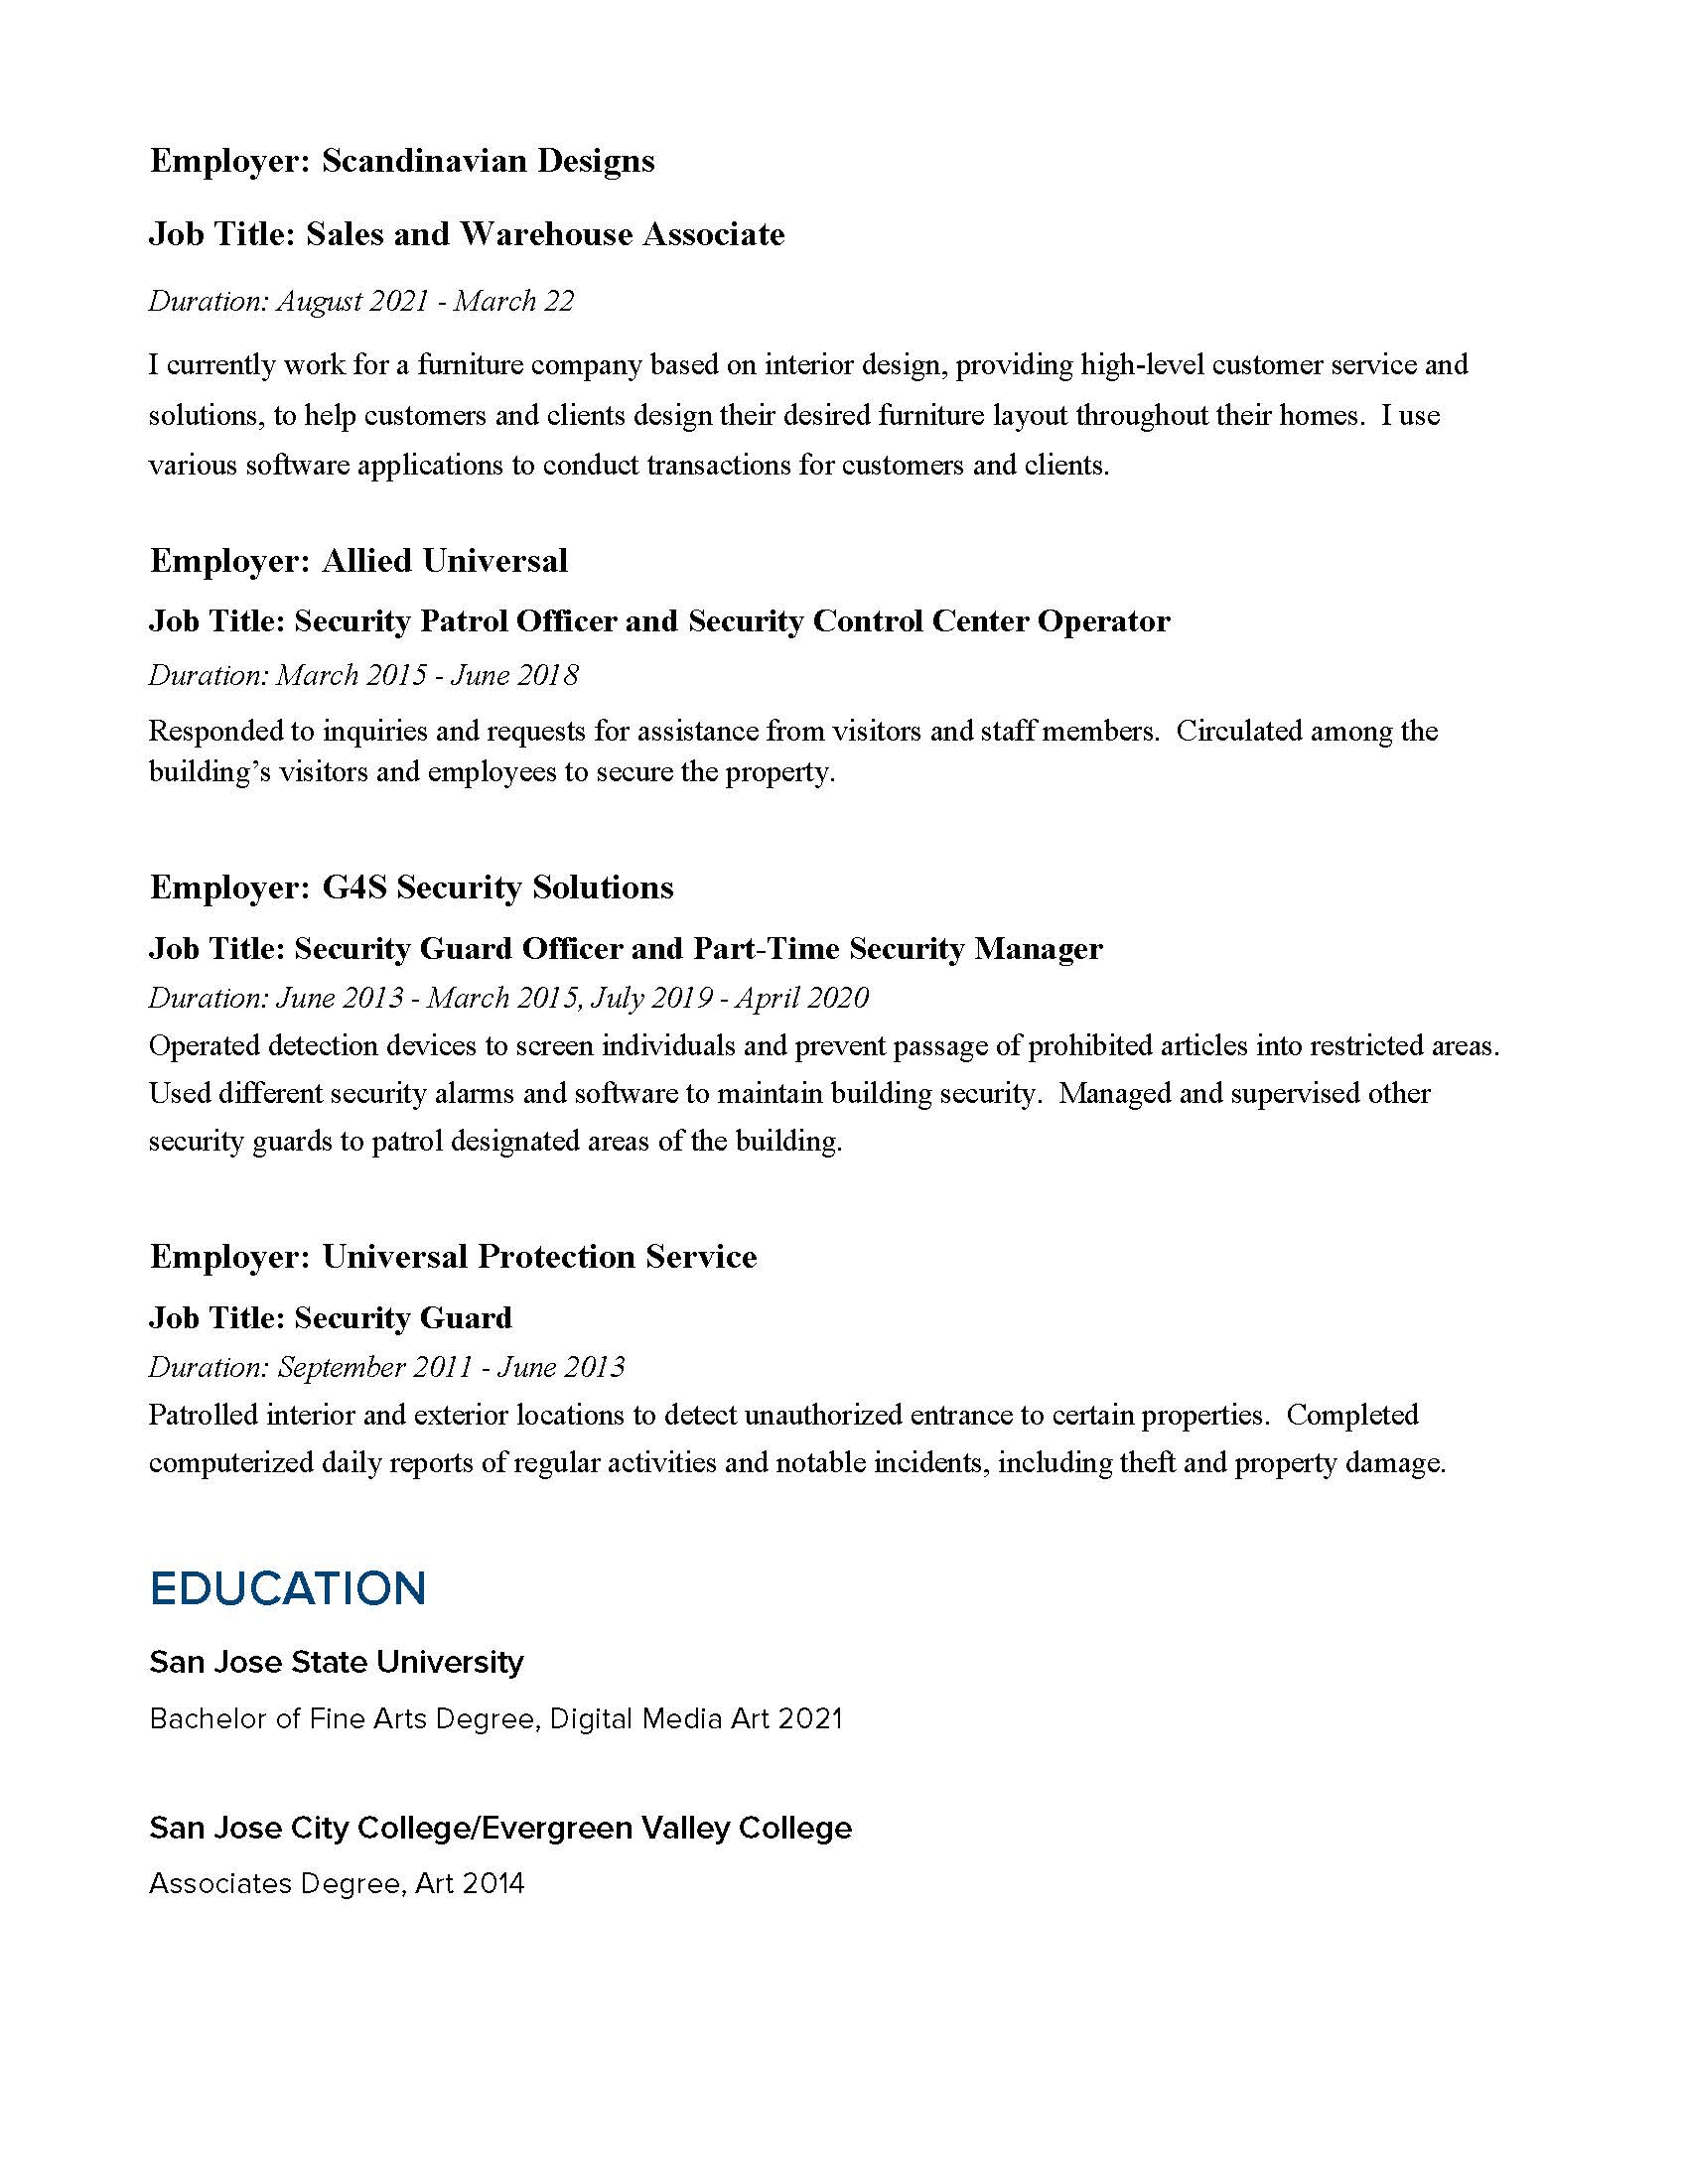 Employer: Scandinavian Designs
Job Title: Sales and Warehouse Associate
Duration: August 2021 - March 22
I currently work for a furniture company based on interior design, providing high-level customer service and
solutions, to help customers and clients design their desired furniture layout throughout their homes.  I use
various software applications to conduct transactions for customers and clients.
Employer: Allied Universal
Job Title: Security Patrol Officer and Security Control Center Operator
Duration: March 2015 - June 2018
Responded to inquiries and requests for assistance from visitors and staff members.  Circulated among the
building’s visitors and employees to secure the property.
Employer: G4S Security Solutions
Job Title: Security Guard Officer and Part-Time Security Manager
Duration: June 2013 - March 2015, July 2019 - April 2020
Operated detection devices to screen individuals and prevent passage of prohibited articles into restricted areas.
Used different security alarms and software to maintain building security.  Managed and supervised other
security guards to patrol designated areas of the building.
Employer: Universal Protection Service
Job Title: Security Guard
Duration: September 2011 - June 2013
Patrolled interior and exterior locations to detect unauthorized entrance to certain properties.  Completed
computerized daily reports of regular activities and notable incidents, including theft and property damage.
EDUCATION
San Jose State University
Bachelor of Fine Arts Degree, Digital Media Art 2021
San Jose City College/Evergreen Valley College
Associates Degree, Art 2014